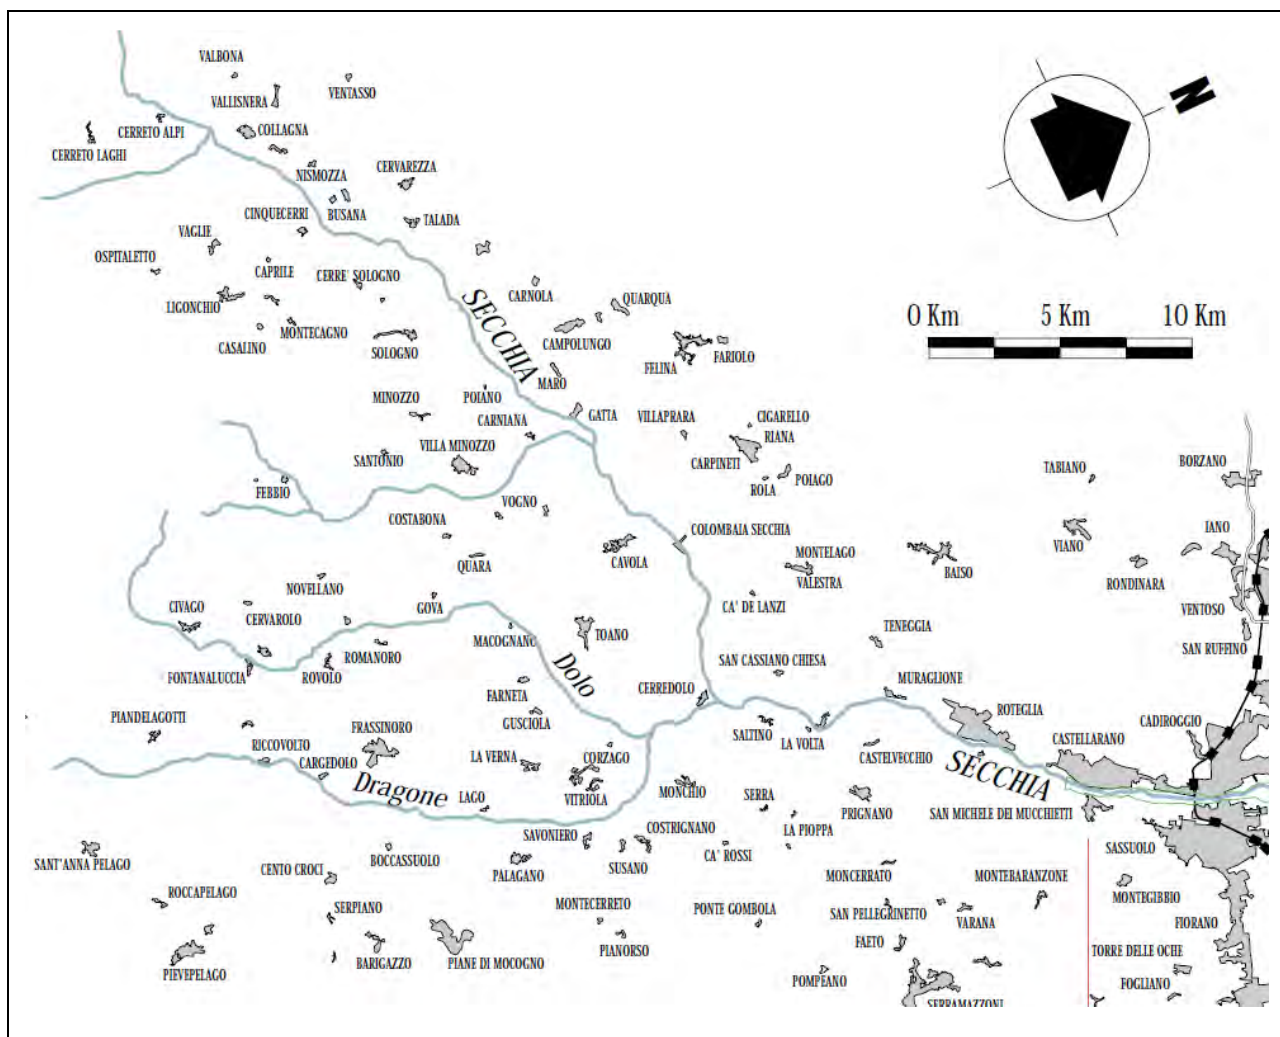 VALBONA
VENTASSO
VALLISNERA
CERRETO ALPI
COLLAGNA
CERRETO LAGHI
NISMOZZA
CERVAREZZA
CINQUECERRI
BUSANA
TALADA
VAGLIE
OSPITALETTO
CAPRILE
CERRE' SOLOGNO
LIGONCHIO
CASALINO
MONTECAGNO
SOLOGNO
SECCHIA
CARNOLA
QUARQUA
CAMPOLUNGO
FELINA
FARIOLO
MARO
N
0 Km
5 Km
10 Km
MINOZZO
POIANO
CARNIANA
GATTA
VILLAPRARA
CIGARELLO
RIANA
CARPINETI
ROLA
POIAGO
SANTONIO
VILLA MINOZZO
FEBBIO
VOGNO
COSTABONA
TABIANO
BORZANO
COLOMBAIA SECCHIA
VIANO
IANO
QUARA
CAVOLA
MONTELAGO
VALESTRA
BAISO
RONDINARA
NOVELLANO
CIVAGO
CERVAROLO
GOVA
CA' DE LANZI
VENTOSO
TENEGGIA
SAN RUFFINO
MACOGNANO
TOANO
ROMANORO
FONTANALUCCIA
ROVOLO
Dolo
SAN CASSIANO CHIESA
FARNETA
CERREDOLO
MURAGLIONE
GUSCIOLA
ROTEGLIA
PIANDELAGOTTI
FRASSINORO
CADIROGGIO
SALTINO
LA VOLTA
CASTELLARANO
RICCOVOLTO
CARGEDOLO
LA VERNA
CORZAGO
CASTELVECCHIO
SECCHIA
Dragone
LAGO
VITRIOLA
MONCHIO
SERRA
PRIGNANO
SAN MICHELE DEI MUCCHIETTI
SAVONIERO
COSTRIGNANO
LA PIOPPA
SANT'ANNA PELAGO
BOCCASSUOLO
CENTO CROCI
PALAGANO
SUSANO
CA' ROSSI
SASSUOLO
MONCERRATO
MONTEBARANZONE
ROCCAPELAGO
MONTEGIBBIO
SERPIANO
MONTECERRETO
PONTE GOMBOLA
SAN PELLEGRINETTO
VARANA
FIORANO
PIEVEPELAGO
BARIGAZZO
PIANE DI MOCOGNO
PIANORSO
FAETO
TORRE DELLE OCHE
POMPEANO
FOGLIANO
SERRAMAZZONI